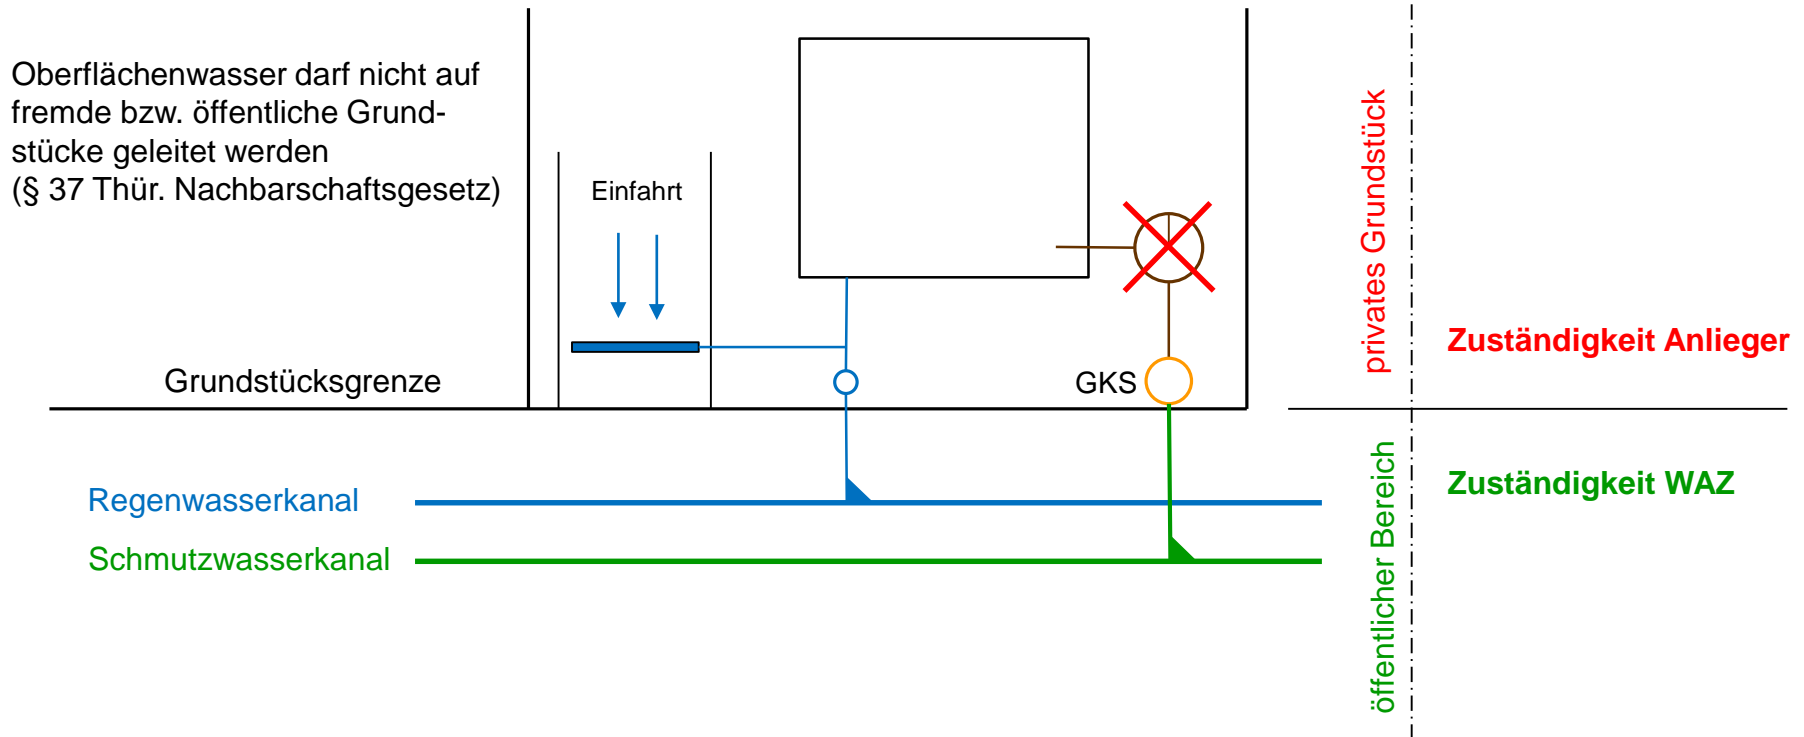 Oberflächenwasser darf nicht auf
fremde bzw. öffentliche Grund-
stücke geleitet werden
(§ 37 Thür. Nachbarschaftsgesetz)
Einfahrt
Grundstücksgrenze
GKS
privates Grundstück
Zuständigkeit Anlieger
Regenwasserkanal
Schmutzwasserkanal
öffentlicher Bereich
Zuständigkeit WAZ